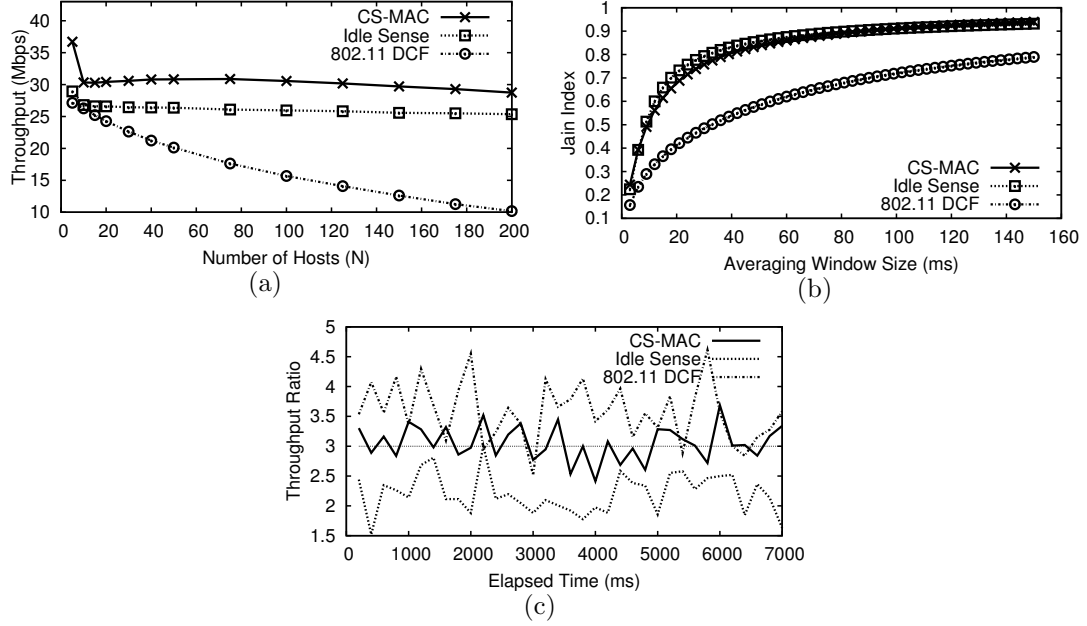 CS-MAC
Idle Sense
802.11 DCF
Throughput (Mbps)
40
35
30
25
20
15
10
0 20 40 60 80 100 120 140 160 180 200
Number of Hosts (N)
(a)
Jain Index
1
0.9
0.8
0.7
0.6
0.5
0.4
0.3
0.2
0.1
CS-MAC
Idle Sense
802.11 DCF
0 20 40 60 80 100 120 140 160
Averaging Window Size (ms)
(b)
Throughput Ratio
5
4.5
4
3.5
3
2.5
2
1.5
CS-MAC
Idle Sense
802.11 DCF
0 1000 2000 3000 4000 5000 6000 7000
Elapsed Time (ms)
(c)